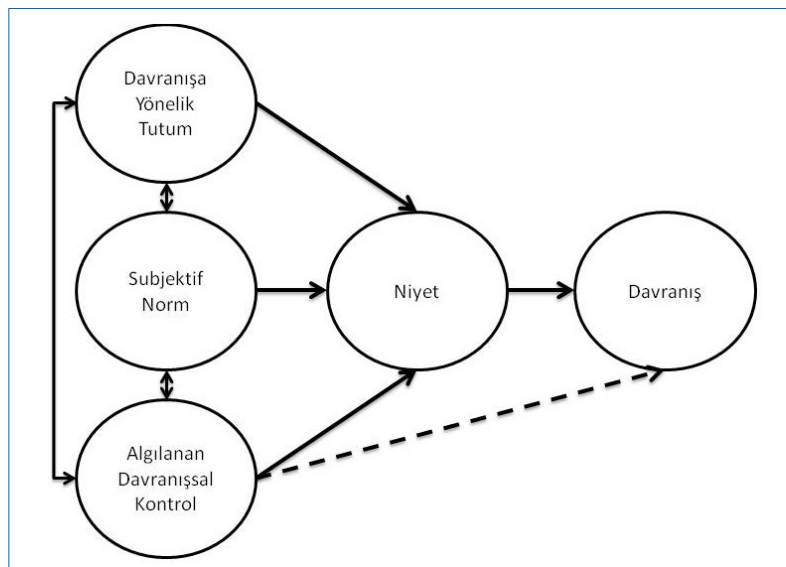 Davranışa
Yönelik
Tutum
Subjektif
Norm
Niyet
Davranış
Algılanan
Davranışsal
Kontrol